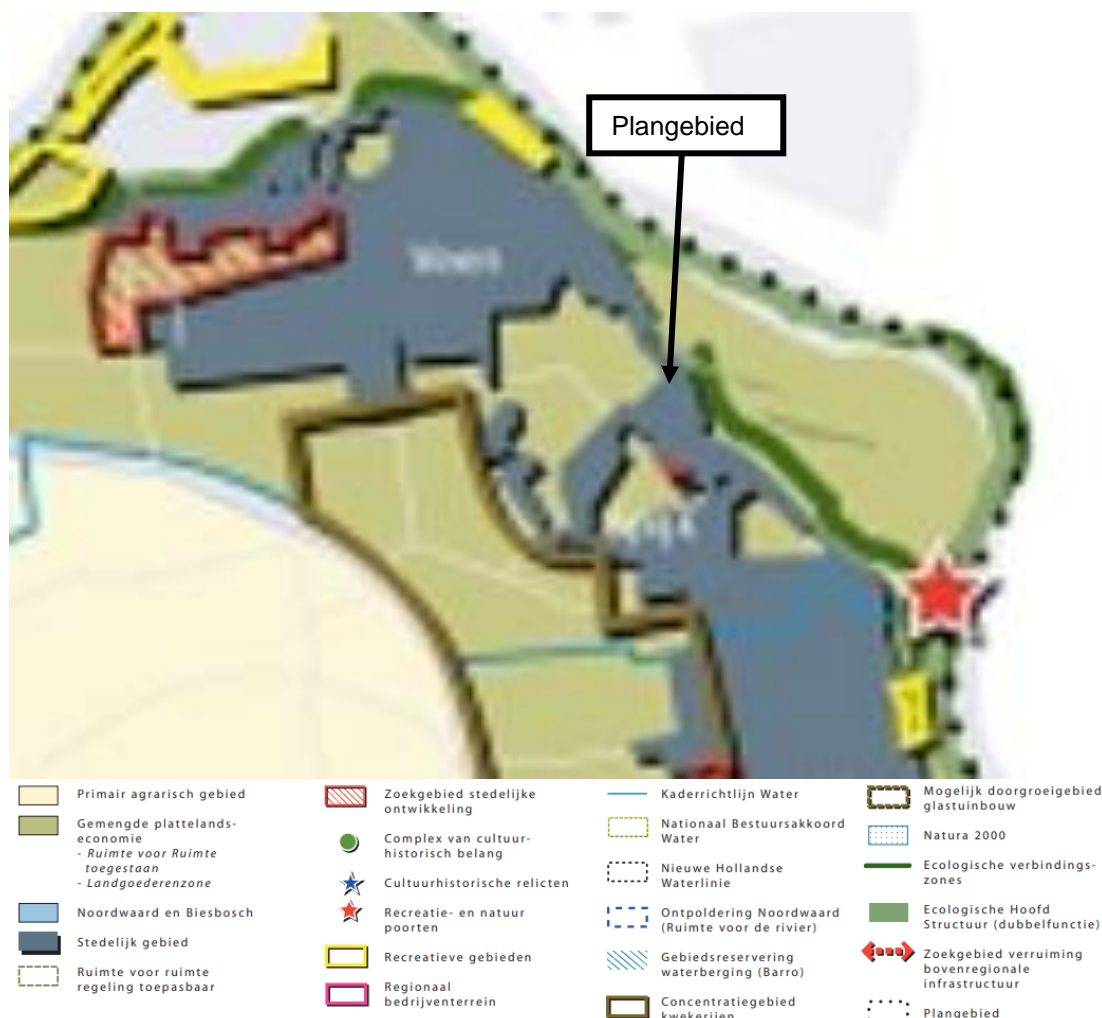 Plangebied
Primair agrarisch gebied
Gemengde plattelands-
economie
- Ruimte voor Ruimte
toegestaan
- Landgoederenzone
Noordwaard en Biesbosch
Stedelijk gebied
Ruimte voor ruimte
regeling toepasbaar
Zoekgebied stedelijke
ontwikkeling
Complex van cultuur-
historisch belang
Cultuurhistorische relicten
Recreatie- en natuur
poorten
Recreatieve gebieden
Regionaal
bedrijventerrein
Kaderrichtlijn Water
Nationaal Bestuursakkoord
Water
Nieuwe Hollandse
Waterlinie
Ontpoldering Noordwaard
(Ruimte voor de rivier)
Gebiedsreservering
waterberging (Barro)
Concentratiegebied
kwekerijen
Mogelijk doorgroeigebied
glastuinbouw
Natura 2000
Ecologische verbindings-
zones
Ecologische Hoofd
Structuur (dubbelfunctie)
Zoekgebied verruiming
bovenregionale
infrastructuur
Plangebied